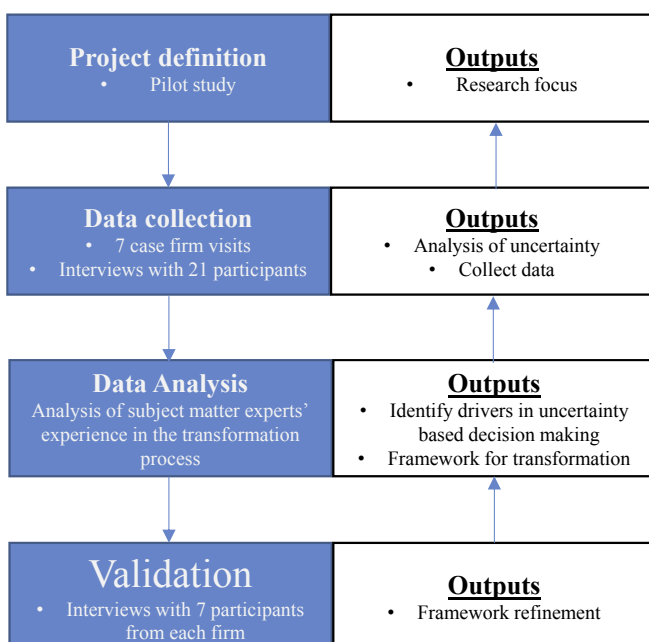 Project definition
• Pilot study
Outputs
• Research focus
Data collection
• 7 case firm visits
• Interviews with 21 participants
Outputs
• Analysis of uncertainty
• Collect data
Data Analysis
Analysis of subject matter experts’
experience in the transformation
process
Outputs
• Identify drivers in uncertainty
based decision making
• Framework for transformation
Validation
• Interviews with 7 participants
from each firm
Outputs
• Framework refinement